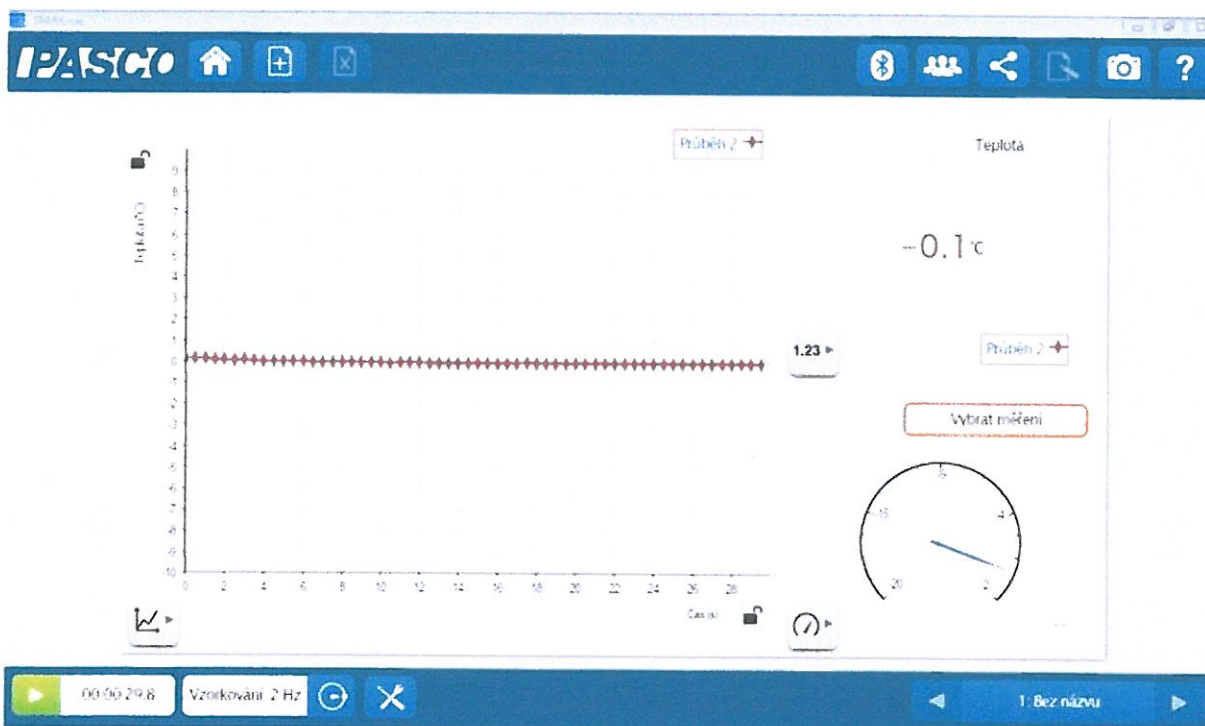 PASCO
?
Průběh 2
Teplota
Teplota (°C)
9
8
7
6
5
4
3
2
1
0
-1
-2
-3
-4
-5
-6
-7
-8
-9
-10
0 2 4 6 8 10 12 14 16 18 20 22 24 26 28
Čas (s)
-0.1 °C
1.23
Průběh 2
Vybrat měření
-20
00:00:29.8
Vzorkování: 2 Hz
1: Bez názvu